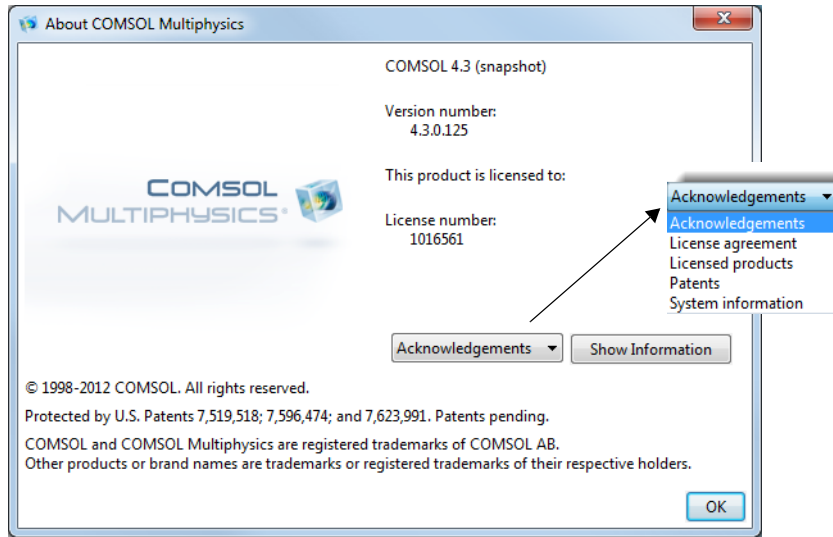 About COMSOL Multiphysics
COMSOL 4.3 (snapshot)
Version number:
4.3.0.125
This product is licensed to:
License number:
1016561
COMSOL
MULTIPHYSICS
Acknowledgements
Acknowledgements
License agreement
Licensed products
Patents
System information
Acknowledgements
Show Information
© 1998-2012 COMSOL. All rights reserved.
Protected by U.S. Patents 7,519,518; 7,596,474; and 7,623,991. Patents pending.
COMSOL and COMSOL Multiphysics are registered trademarks of COMSOL AB.
Other products or brand names are trademarks or registered trademarks of their respective holders.
OK